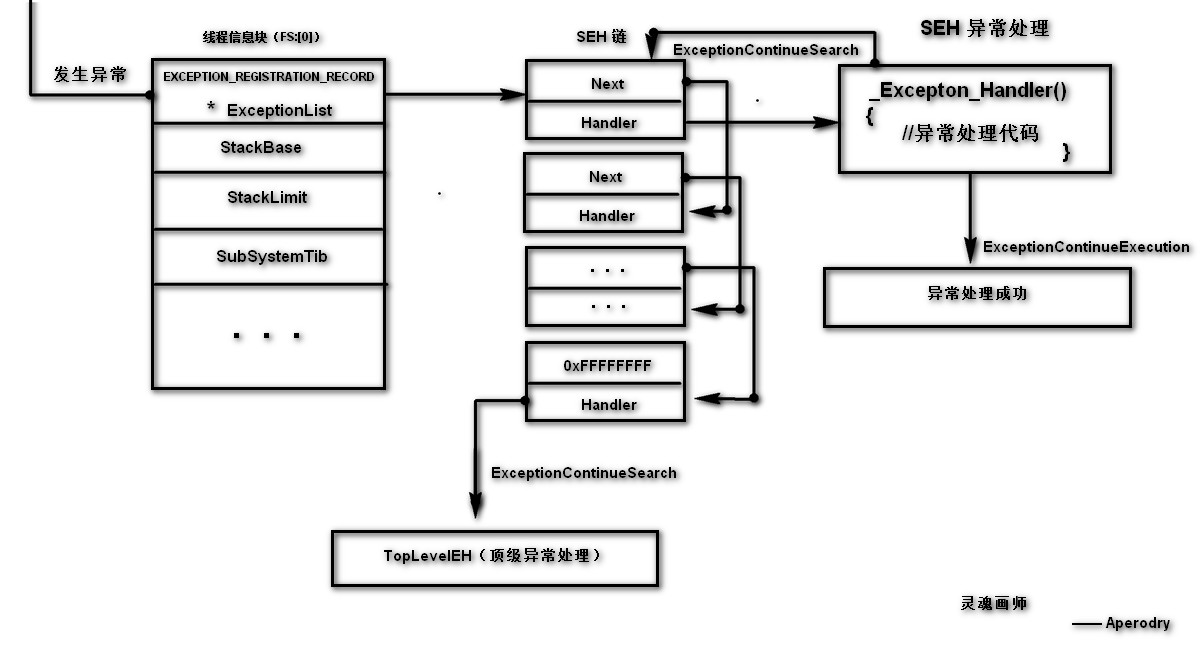 SEH 异常处理
线程信息块（FS:[0]）
SEH 链
ExceptionContinueSearch
发生异常
EXCEPTION_REGISTRATION_RECORD
* ExceptionList
StackBase
StackLimit
SubSystemTib
. . .
Next
Handler
Next
Handler
. . .
. . .
0xFFFFFFFF
Handler
_Excepton_Handler()
{
//异常处理代码
}
ExceptionContinueExecution
异常处理成功
ExceptionContinueSearch
TopLevelEH（顶级异常处理）
灵魂画师
—— Aperodry